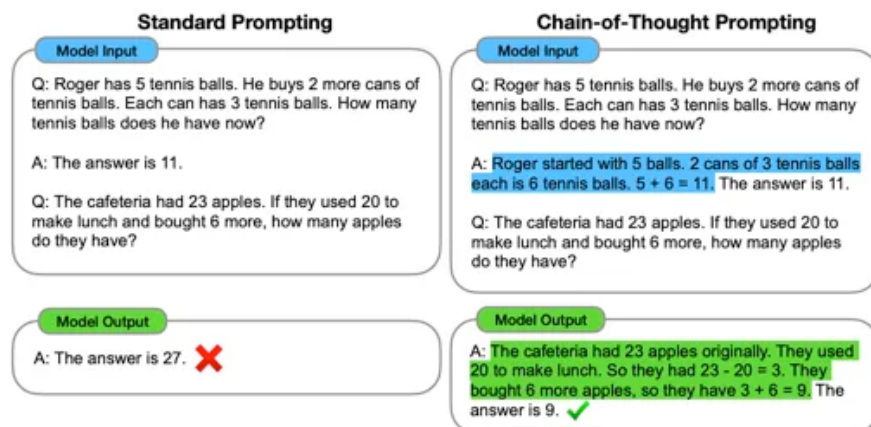 Standard Prompting
Model Input
Q: Roger has 5 tennis balls. He buys 2 more cans of
tennis balls. Each can has 3 tennis balls. How many
tennis balls does he have now?
A: The answer is 11.
Q: The cafeteria had 23 apples. If they used 20 to
make lunch and bought 6 more, how many apples
do they have?
Model Output
A: The answer is 27.
Chain-of-Thought Prompting
Model Input
Q: Roger has 5 tennis balls. He buys 2 more cans of
tennis balls. Each can has 3 tennis balls. How many
tennis balls does he have now?
A: Roger started with 5 balls. 2 cans of 3 tennis balls
each is 6 tennis balls. 5 + 6 = 11. The answer is 11.
Q: The cafeteria had 23 apples. If they used 20 to
make lunch and bought 6 more, how many apples
do they have?
Model Output
A: The cafeteria had 23 apples originally. They used
20 to make lunch. So they had 23 - 20 = 3. They
bought 6 more apples, so they have 3 + 6 = 9. The
answer is 9.